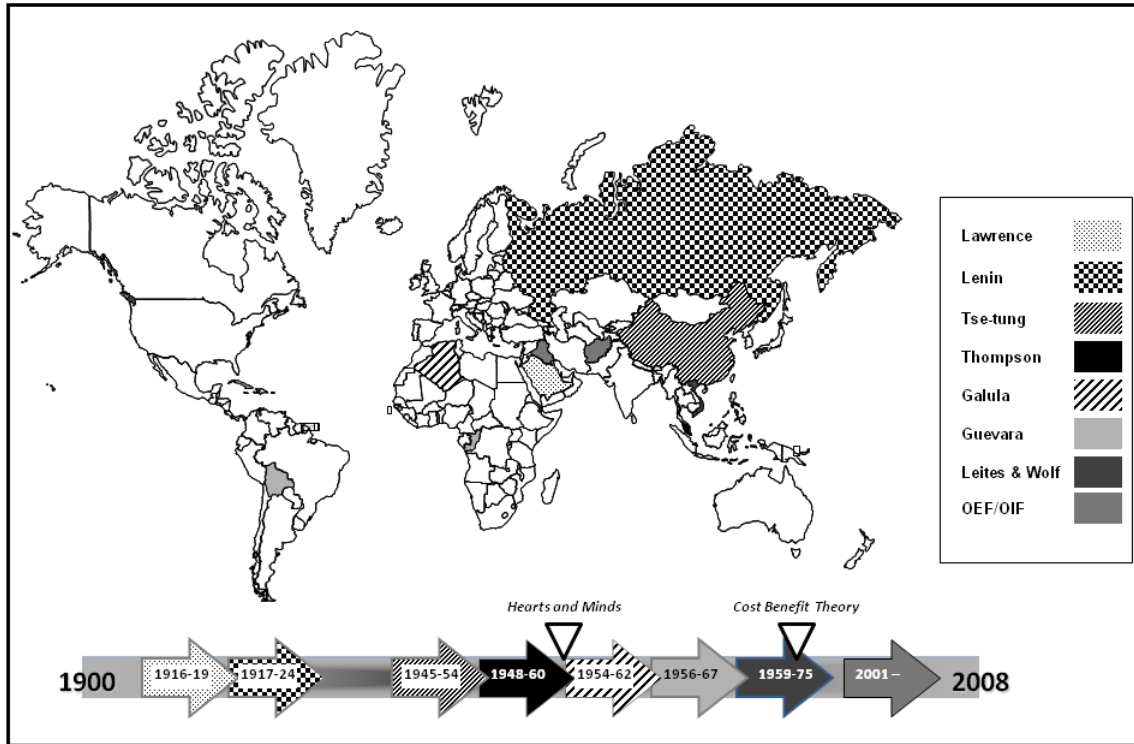 Lawrence
Lenin
Tse-tung
Thompson
Galula
Guevara
Leites & Wolf
OEF/OIF
Hearts and Minds
Cost Benefit Theory
1900
1916-19
1917-24
1945-54
1948-60
1954-62
1956-67
1959-75
2001 –
2008